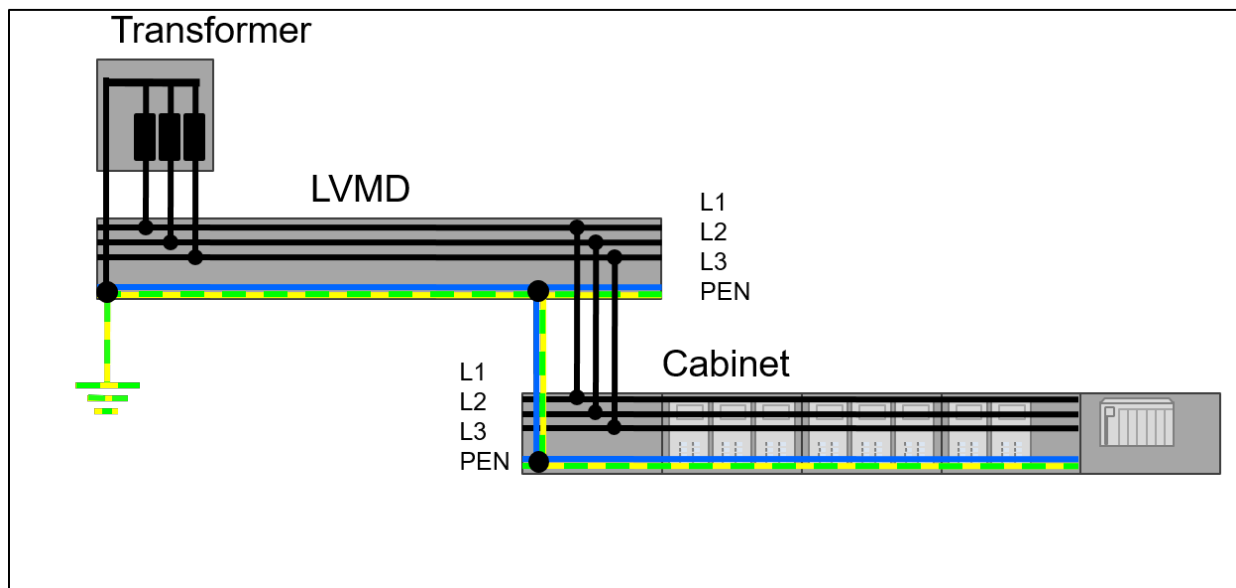 Transformer
LVMD
L1
L2
L3
PEN
Cabinet
L1
L2
L3
PEN